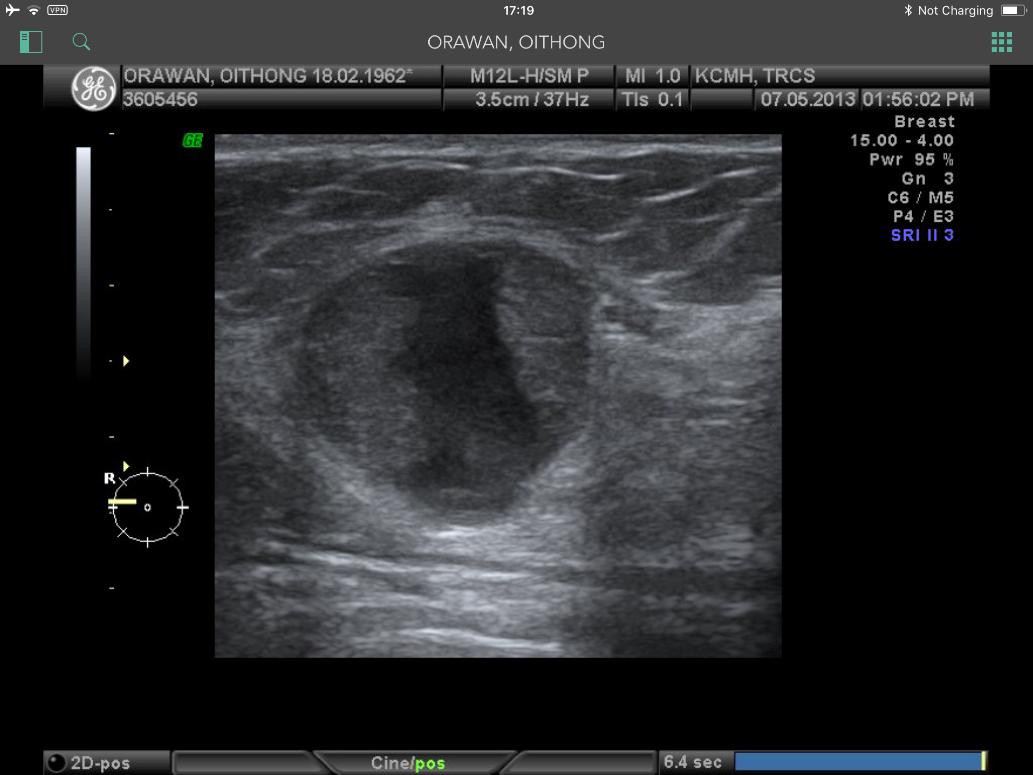 VPN 17:19 Not Charging
ORAWAN, OITHONG
ORAWAN, OITHONG 18.02.1962* M12L-H/SM P MI 1.0 KCMH, TRCS
3605456 3.5cm / 37Hz TIs 0.1 07.05.2013 01:56:02 PM
Breast
15.00 - 4.00
Pwr 95 %
Gn 3
C6 / M5
P4 / E3
SRI II 3
GE
R
2D-pos Cine/pos 6.4 sec